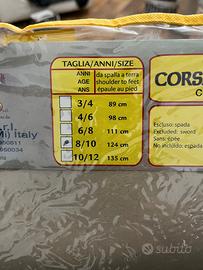 TAGLIA/ANNI/SIZE
ANNI
AGE
ANS
da spalla a terra
shoulder to feet
épaule au pied
3/4 89 cm
4/6 98 cm
6/8 111 cm
8/10 124 cm
10/12 135 cm
CORS
C
Escluso: spada
Excluded: sword
Sans: épée
No incluido: espada
r.l
Mi) Italy
subito